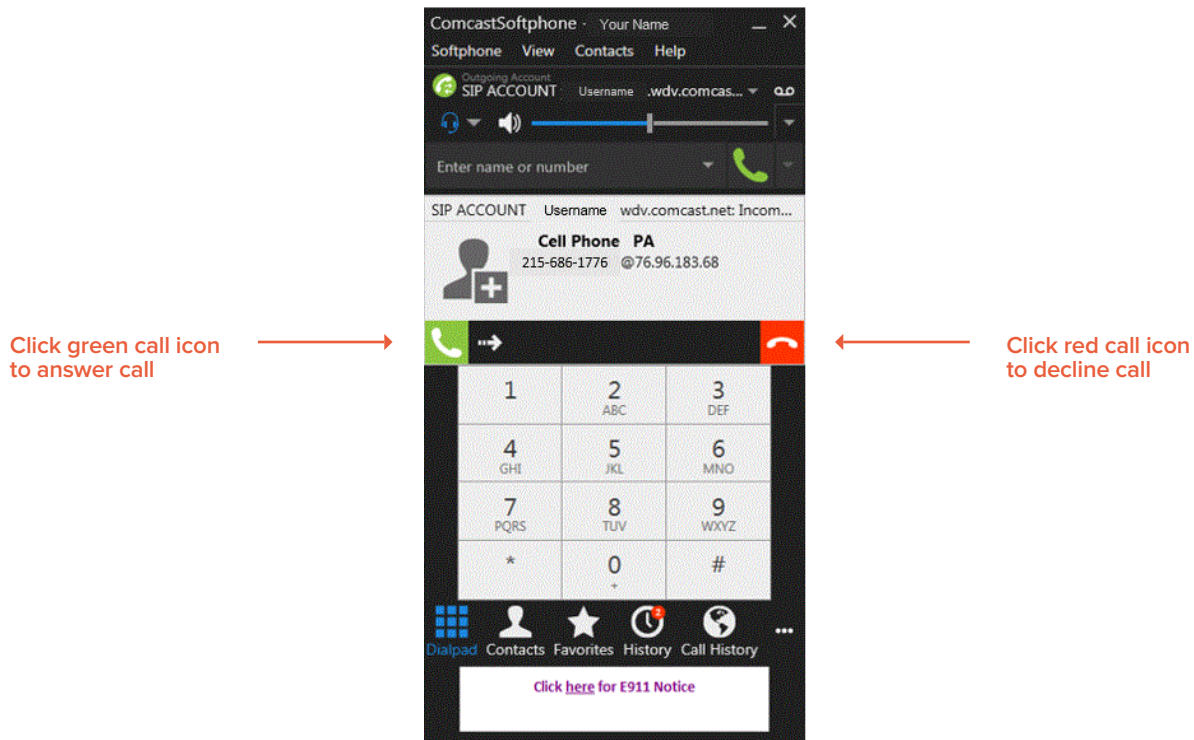 ComcastSoftphone · Your Name
Softphone View Contacts Help
Outgoing Account
SIP ACCOUNT Username .wdv.comcas...
Enter name or number
SIP ACCOUNT Username wdv.comcast.net: Incom...
Cell Phone PA
215-686-1776 @76.96.183.68
Click green call icon
to answer call
Click red call icon
to decline call
1 2 3
ABC DEF
4 5 6
GHI JKL MNO
7 8 9
PQRS TUV WXYZ
* 0 #
+
2
Dialpad Contacts Favorites History Call History
Click here for E911 Notice